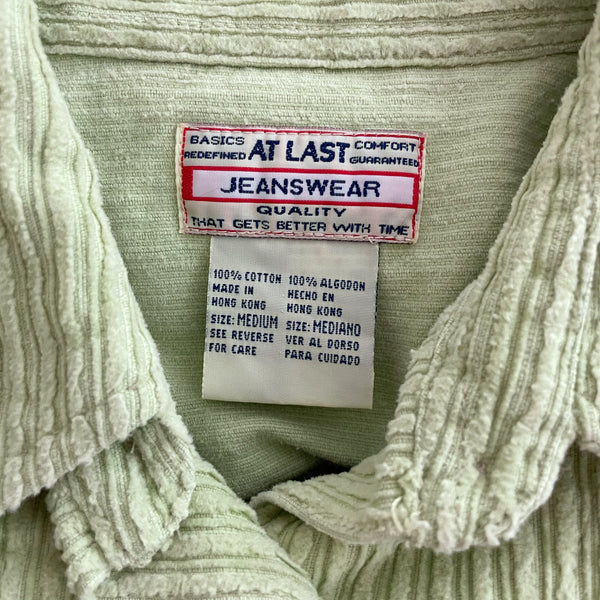 BASICS REDEFINED AT LAST COMFORT GUARANTEED
JEANSWEAR
QUALITY
THAT GETS BETTER WITH TIME
100% COTTON 100% ALGODON
MADE IN HECHO EN
HONG KONG HONG KONG
SIZE: MEDIUM SIZE: MEDIANO
SEE REVERSE VER AL DORSO
FOR CARE PARA CUIDADO